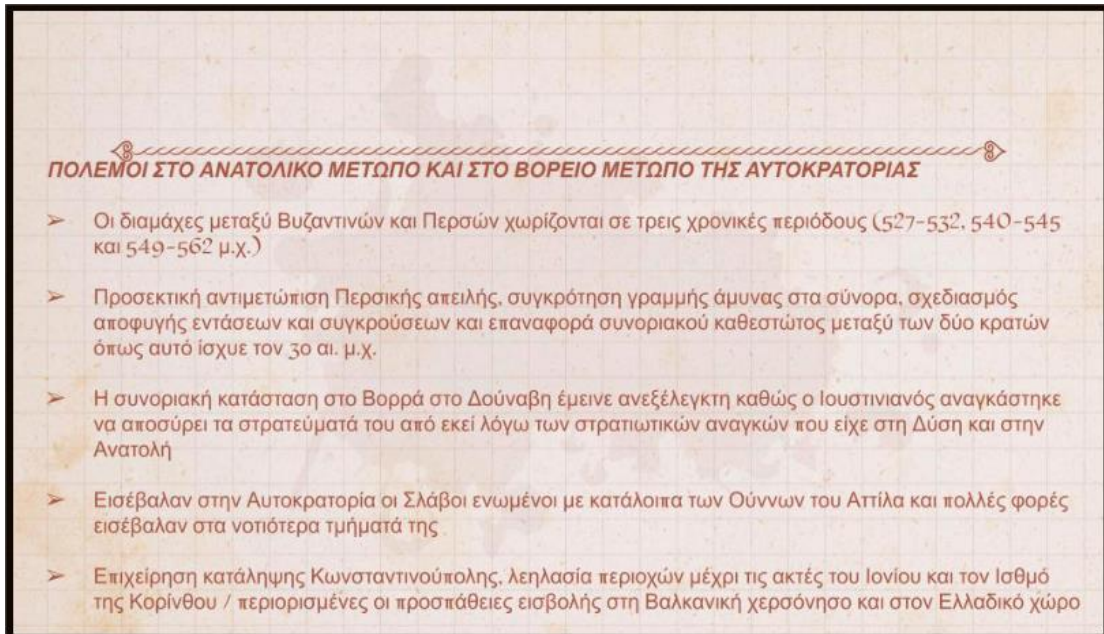 ΠΟΛΕΜΟΙ ΣΤΟ ΑΝΑΤΟΛΙΚΟ ΜΕΤΩΠΟ ΚΑΙ ΣΤΟ ΒΟΡΕΙΟ ΜΕΤΩΠΟ ΤΗΣ ΑΥΤΟΚΡΑΤΟΡΙΑΣ
➢ Οι διαμάχες μεταξύ Βυζαντινών και Περσών χωρίζονται σε τρεις χρονικές περιόδους (527-532, 540-545
και 549-562 μ.χ.)
➢ Προσεκτική αντιμετώπιση Περσικής απειλής, συγκρότηση γραμμής άμυνας στα σύνορα, σχεδιασμός
αποφυγής εντάσεων και συγκρούσεων και επαναφορά συνοριακού καθεστώτος μεταξύ των δύο κρατών
όπως αυτό ίσχυε τον 3ο αι. μ.χ.
➢ Η συνοριακή κατάσταση στο Βορρά στο Δούναβη έμεινε ανεξέλεγκτη καθώς ο Ιουστινιανός αναγκάστηκε
να αποσύρει τα στρατεύματά του από εκεί λόγω των στρατιωτικών αναγκών που είχε στη Δύση και στην
Ανατολή
➢ Εισέβαλαν στην Αυτοκρατορία οι Σλάβοι ενωμένοι με κατάλοιπα των Ούννων του Αττίλα και πολλές φορές
εισέβαλαν στα νοτιότερα τμήματά της
➢ Επιχείρηση κατάληψης Κωνσταντινούπολης, λεηλασία περιοχών μέχρι τις ακτές του Ιονίου και τον Ισθμό
της Κορίνθου / περιορισμένες οι προσπάθειες εισβολής στη Βαλκανική χερσόνησο και στον Ελλαδικό χώρο